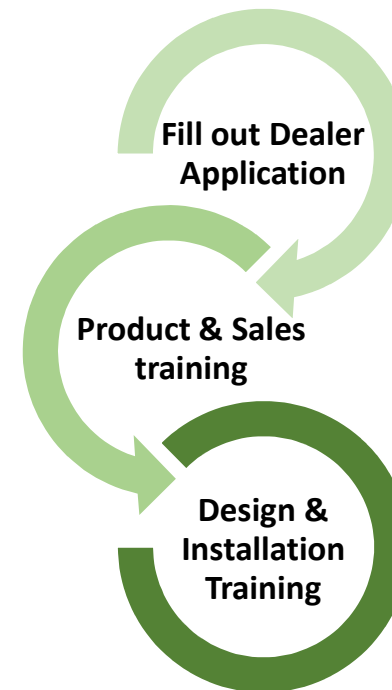 Fill out Dealer
Application
Product & Sales
training
Design &
Installation
Training